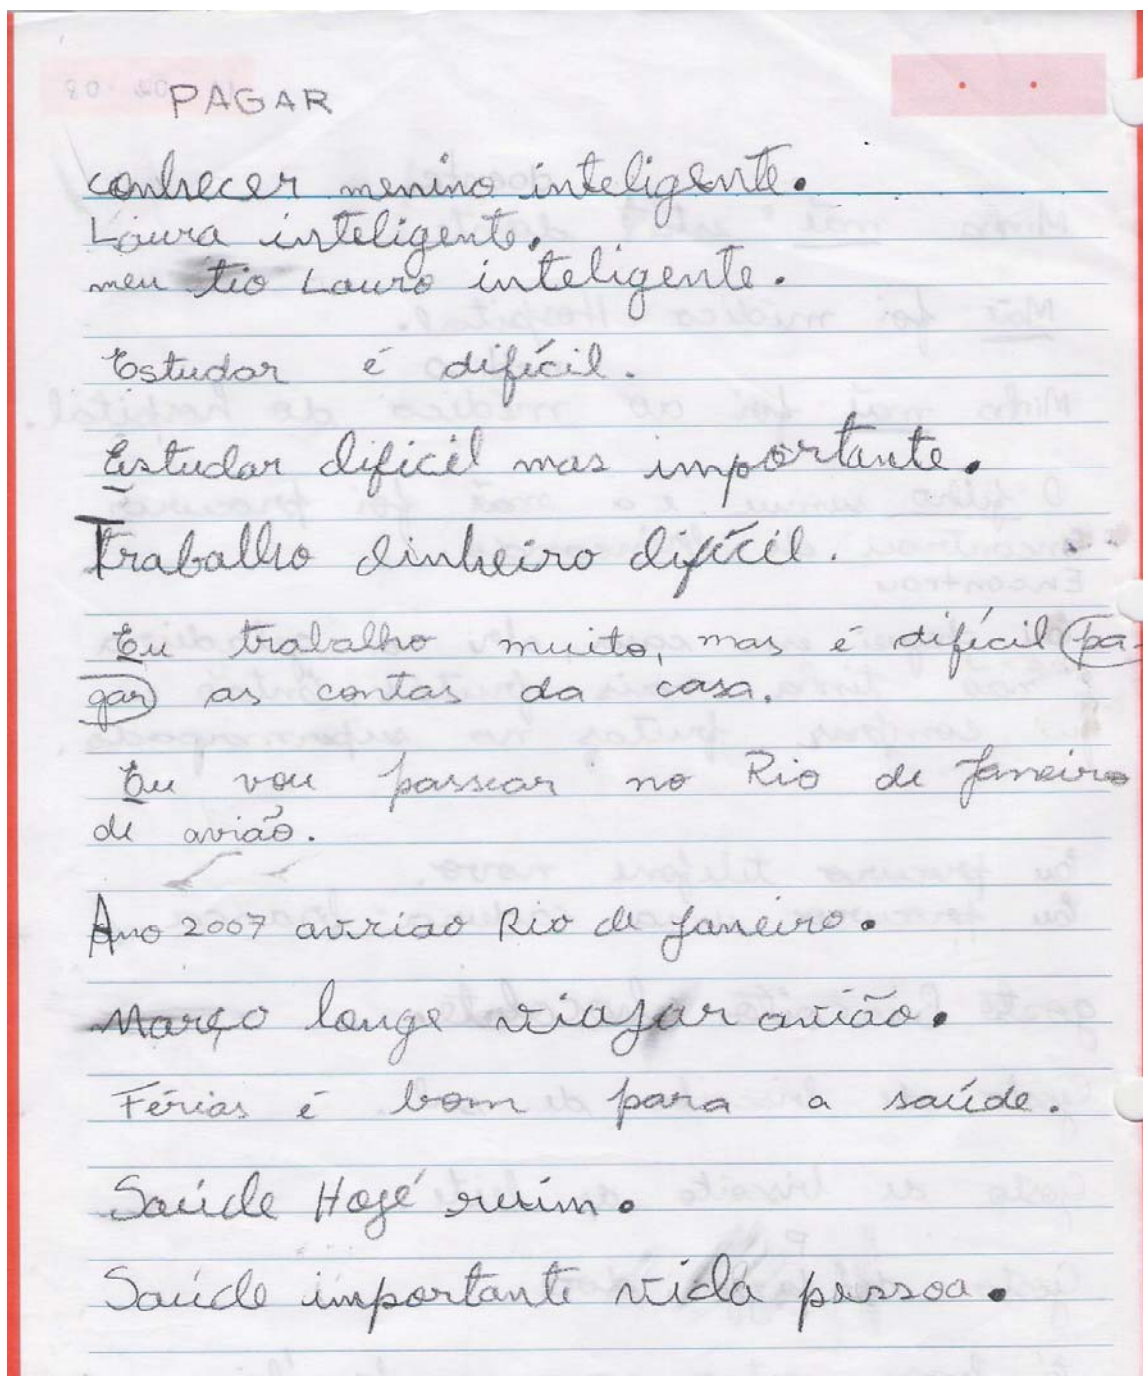 PAGAR
conhecer menino inteligente.
Laura inteligente.
meu tio Lauro inteligente.
Estudar é difícil.
Estudar dificil mas importante.
Trabalho dinheiro difícil.
Eu trabalho muito, mas é difícil pa-
gar as contas da casa.
Eu vou passear no Rio de Janeiro
de avião.
Ano 2007 avriao Rio de Janeiro.
Março longe viajar avião.
Férias é bom para a saúde.
Saúde Hojé ruim.
Saúde importante vida pessoa.